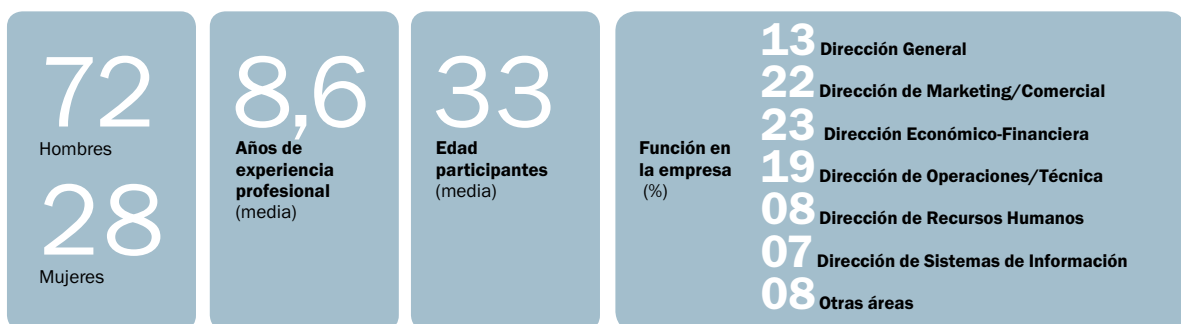 72
Hombres
28
Mujeres
8,6
Años de
experiencia
profesional
(media)
33
Edad
participantes
(media)
Función en
la empresa
(%)
13 Dirección General
22 Dirección de Marketing/Comercial
23 Dirección Económico-Financiera
19 Dirección de Operaciones/Técnica
08 Dirección de Recursos Humanos
07 Dirección de Sistemas de Información
08 Otras áreas